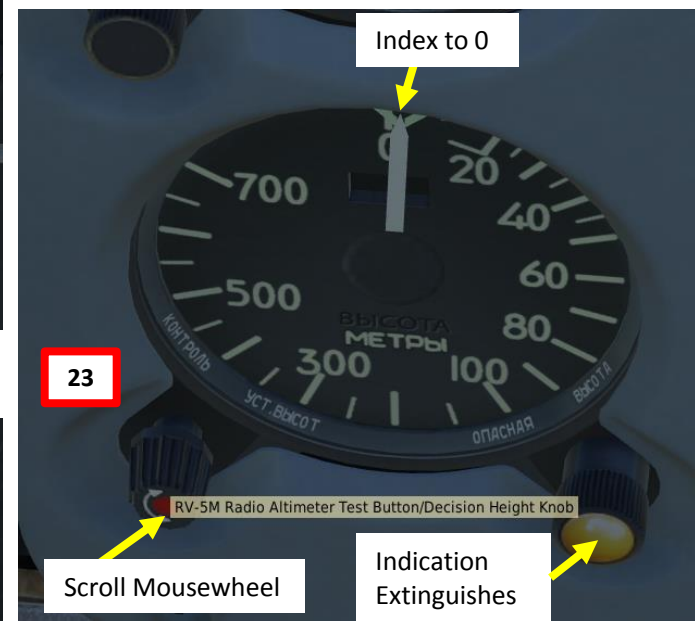 Index to 0
0
20
40
60
80
100
300
500
700
ВЫСОТА
МЕТРЫ
КОНТРОЛЬ
УСТ.ВЫСОТ
ОПАСНАЯ
ВЫСОТА
23
RV-5M Radio Altimeter Test Button/Decision Height Knob
Scroll Mousewheel
Indication
Extinguishes